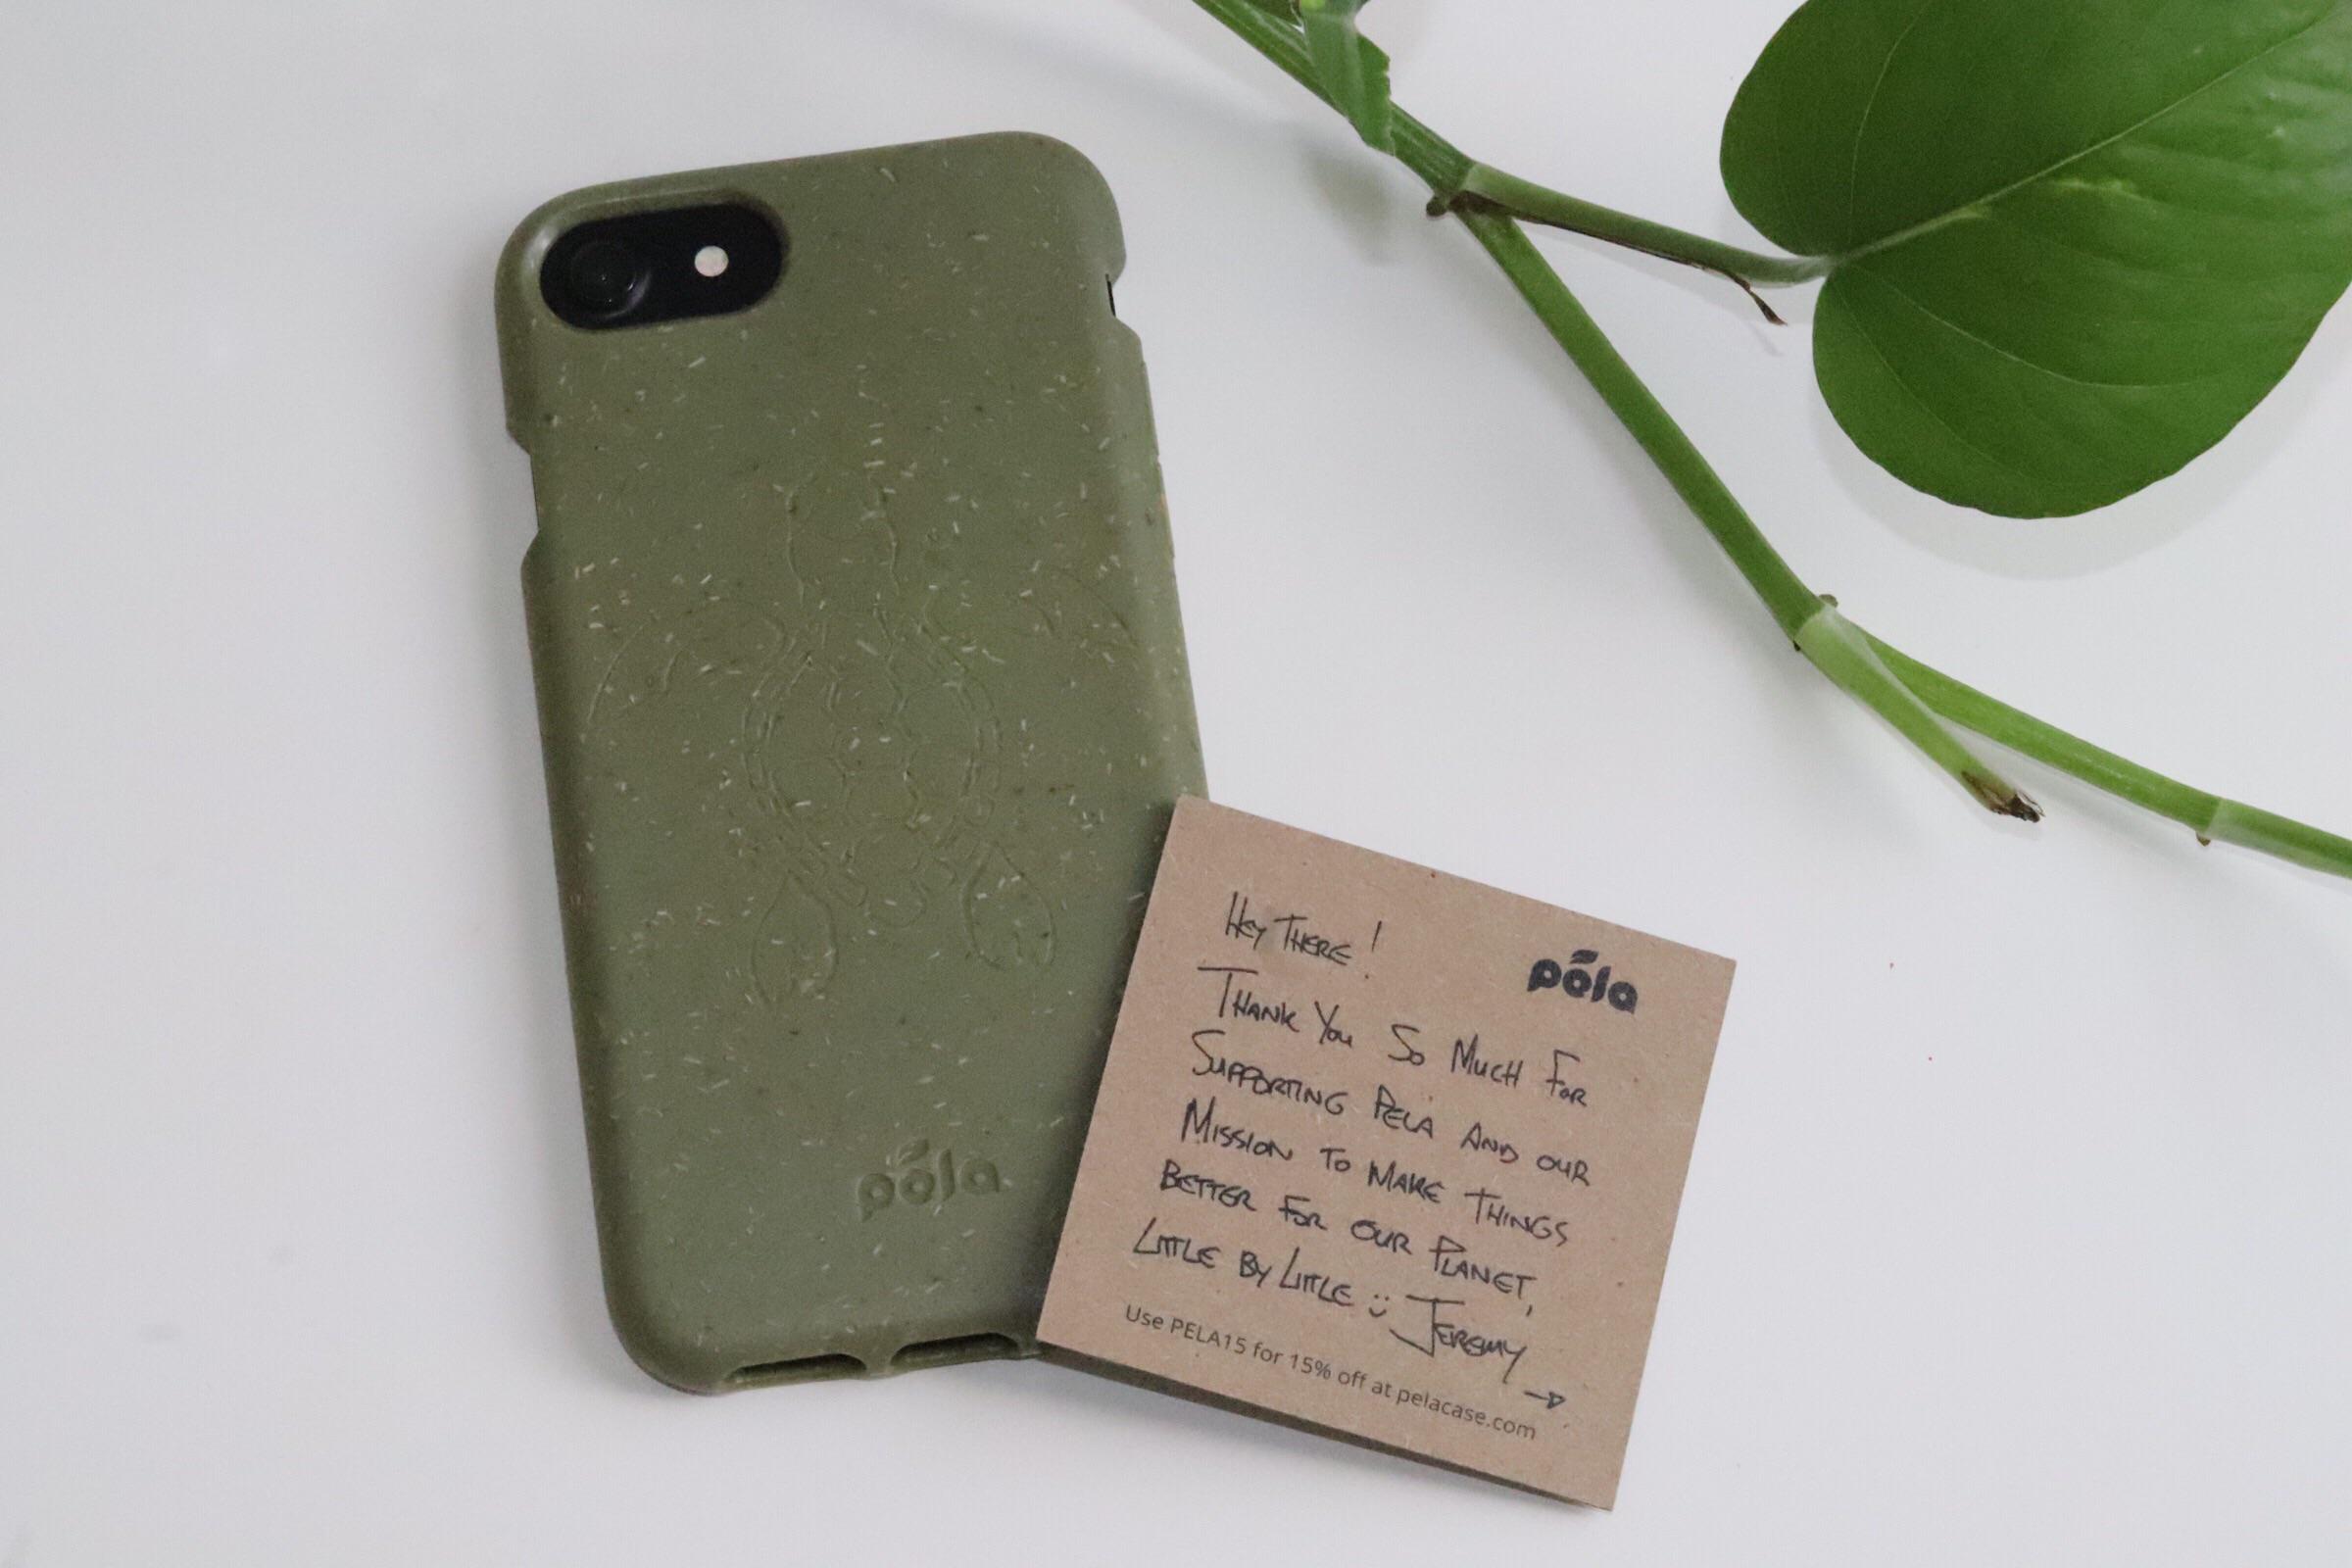 pela
Hey There!
pela
Thank You So Much For
Supporting Pela And our
Mission to Make Things
Better For our Planet,
Little By Little :) Jeremy
Use PELA15 for 15% off at pelacase.com